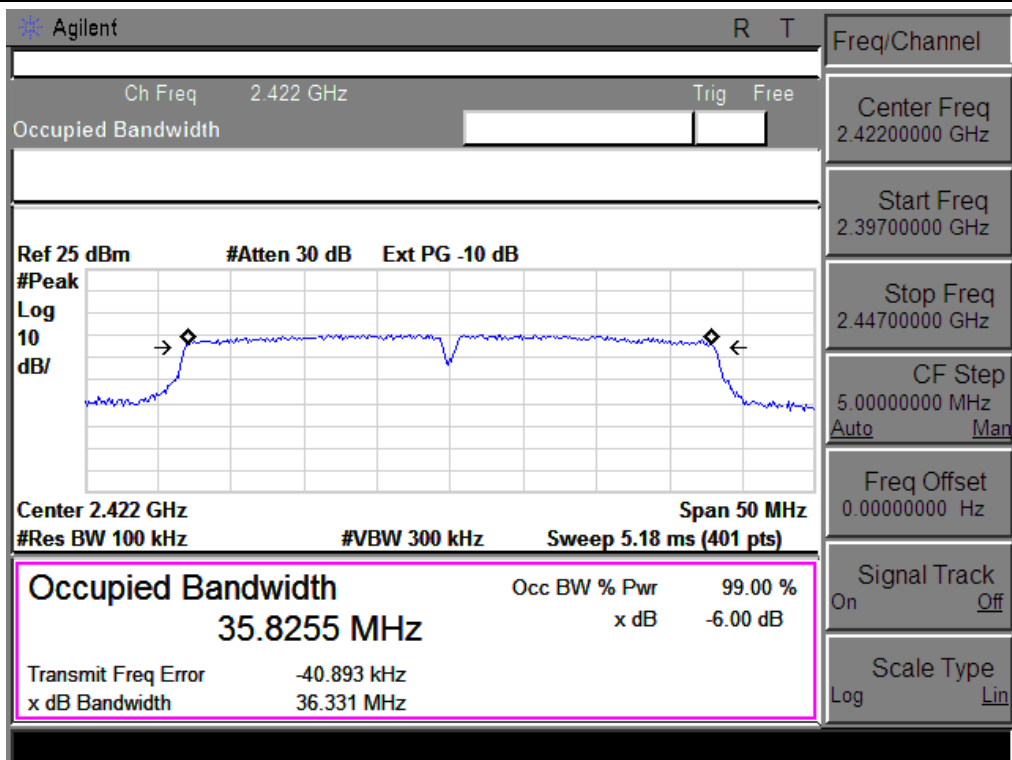 Agilent R T
Ch Freq 2.422 GHz Trig Free
Occupied Bandwidth
Ref 25 dBm #Atten 30 dB Ext PG -10 dB
#Peak
Log
10
dB/
Center 2.422 GHz Span 50 MHz
#Res BW 100 kHz #VBW 300 kHz Sweep 5.18 ms (401 pts)
Occupied Bandwidth
35.8255 MHz
Occ BW % Pwr 99.00 %
x dB -6.00 dB
Transmit Freq Error -40.893 kHz
x dB Bandwidth 36.331 MHz
Freq/Channel
Center Freq
2.42200000 GHz
Start Freq
2.39700000 GHz
Stop Freq
2.44700000 GHz
CF Step
5.00000000 MHz
Auto Man
Freq Offset
0.00000000 Hz
Signal Track
On Off
Scale Type
Log Lin